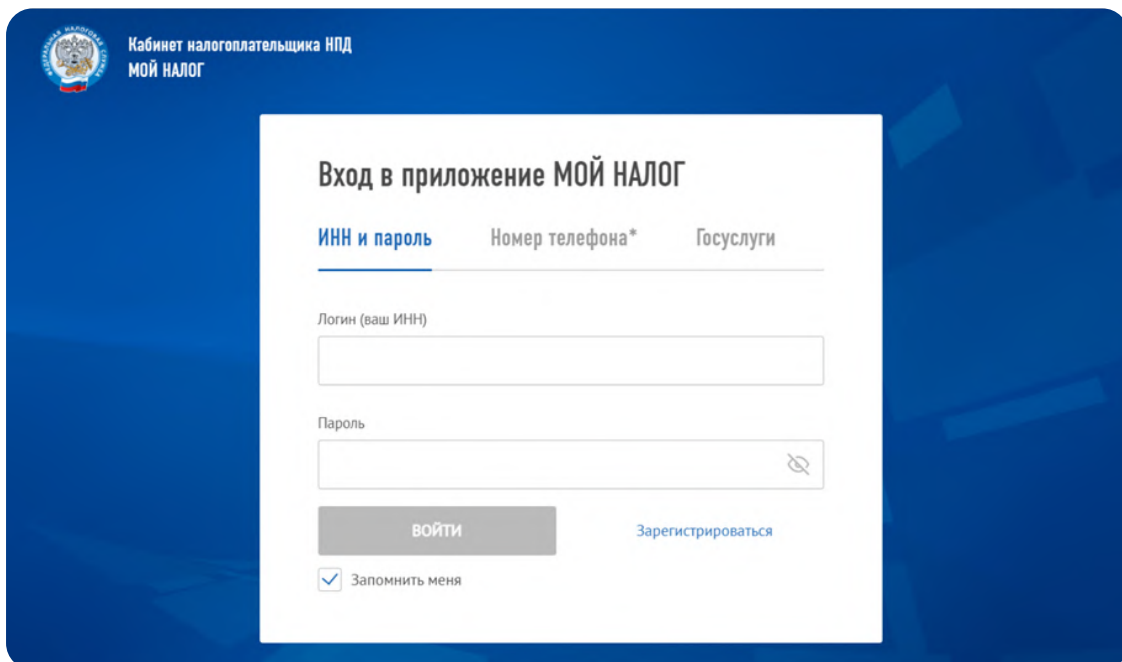 Кабинет налогоплательщика НПД
МОЙ НАЛОГ
Вход в приложение МОЙ НАЛОГ
ИНН и пароль Номер телефона* Госуслуги
Логин (ваш ИНН)
Пароль
ВОЙТИ Зарегистрироваться
Запомнить меня